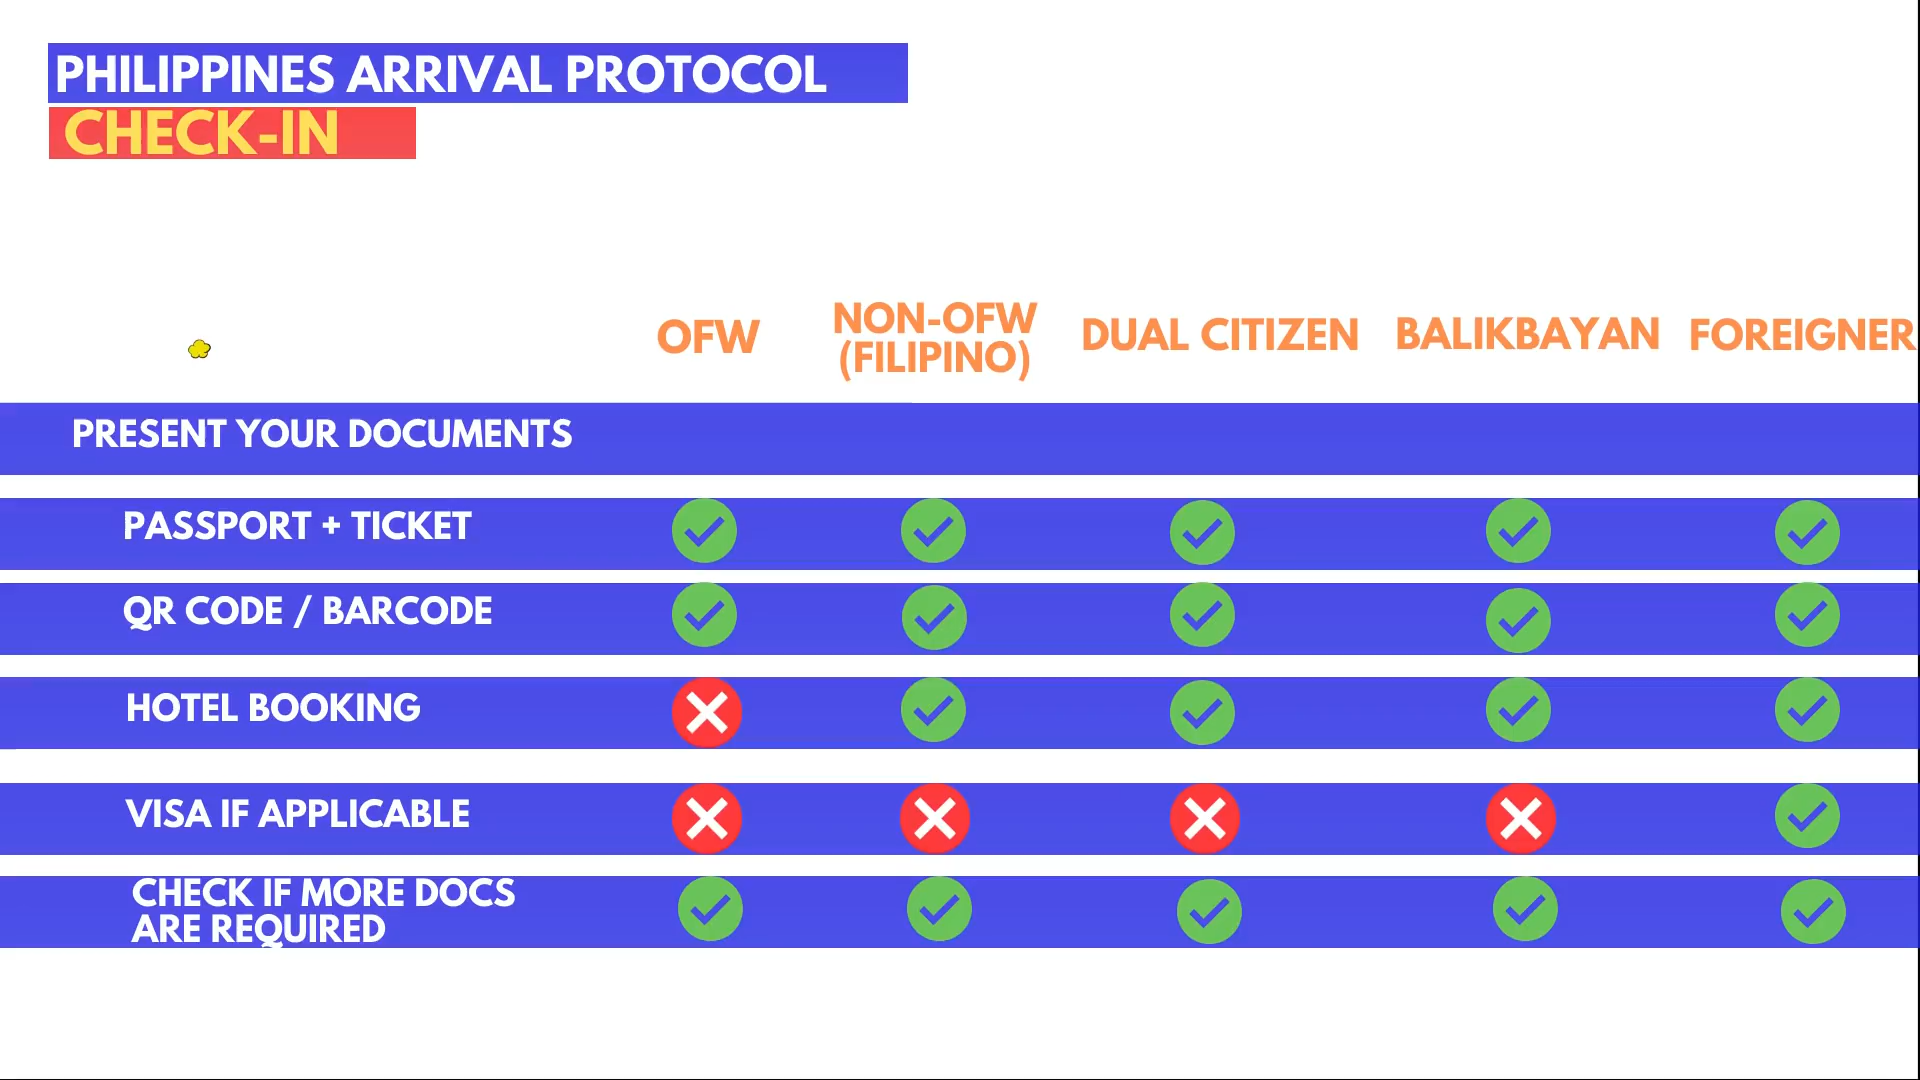 PHILIPPINES ARRIVAL PROTOCOL
CHECK-IN
OFW
NON-OFW
(FILIPINO)
DUAL CITIZEN
BALIKBAYAN
FOREIGNER
PRESENT YOUR DOCUMENTS
PASSPORT + TICKET
QR CODE / BARCODE
HOTEL BOOKING
VISA IF APPLICABLE
CHECK IF MORE DOCS
ARE REQUIRED